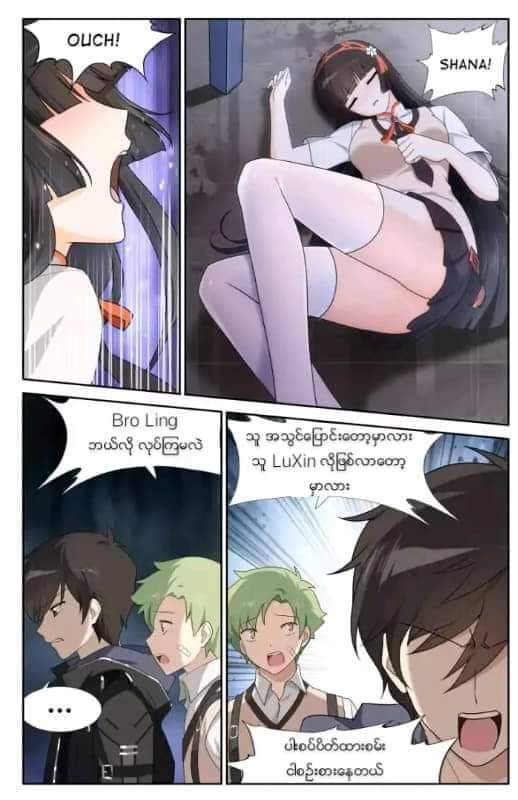 OUCH!
SHANA!
Bro Ling
ဘယ်လို လုပ်ကြမလဲ
သူ အသွင်ပြောင်းတော့မှာလား
သူ LuXin လိုဖြစ်လာတော့
မှာလား
...
ပါးစပ်ပိတ်ထားစမ်း
ငါစဉ်းစားနေတယ်